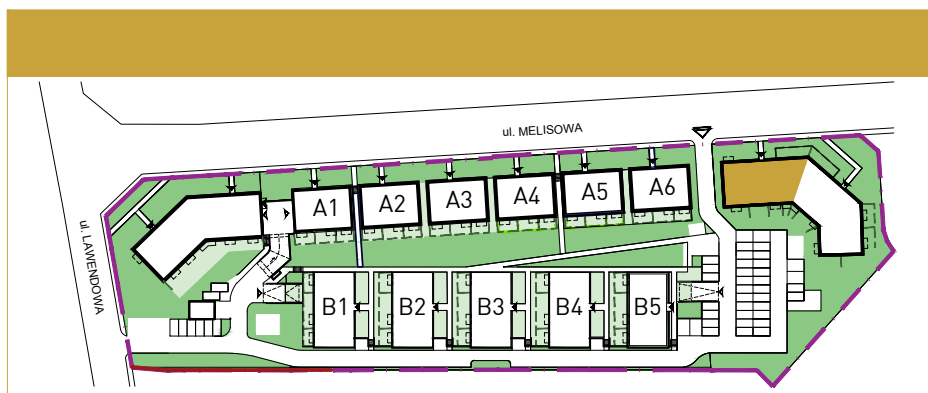 ul. MELISOWA
ul. LAWENDOWA
A1 A2 A3 A4 A5 A6
B1 B2 B3 B4 B5